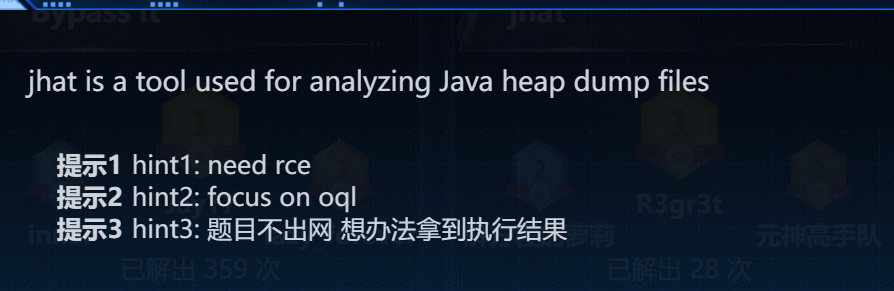 Bypass it
jhat
jhat is a tool used for analyzing Java heap dump files
提示1 hint1: need rce
提示2 hint2: focus on oql
R3gr3t
提示3 hint3: 题目不出网 想办法拿到执行结果
元神高手队
已解出 359 次
已解出 28 次